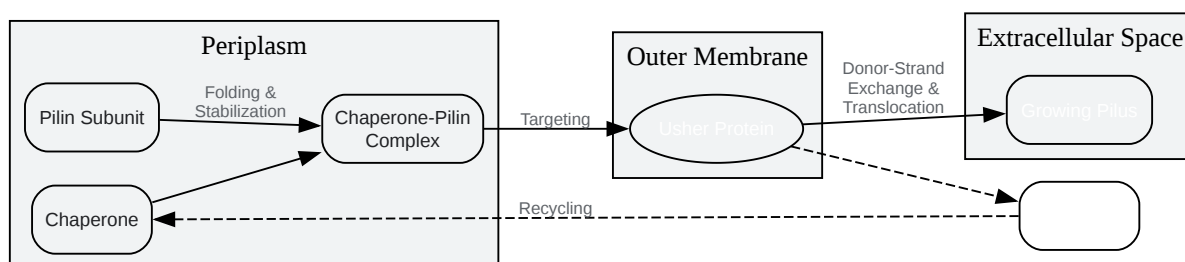 Periplasm
Pilin Subunit
Folding &
Stabilization
Chaperone-Pilin
Complex
Chaperone
Targeting
Outer Membrane
Usher Protein
Donor-Strand
Exchange &
Translocation
Extracellular Space
Growing Pilus
Recycling